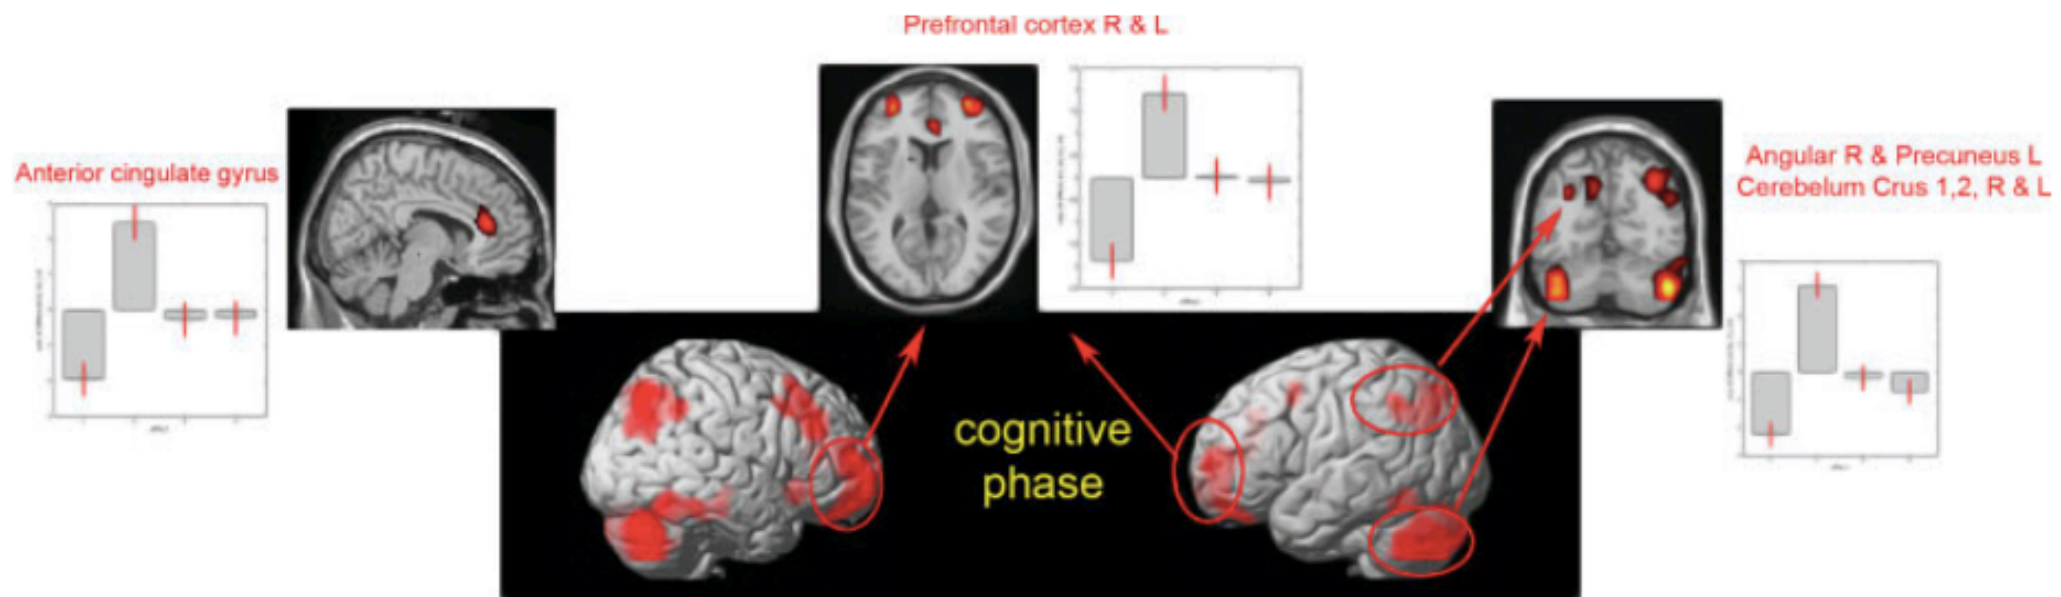 Prefrontal cortex R & L
Anterior cingulate gyrus
Angular R & Precuneus L
Cerebelum Crus 1,2, R & L
cognitive
phase